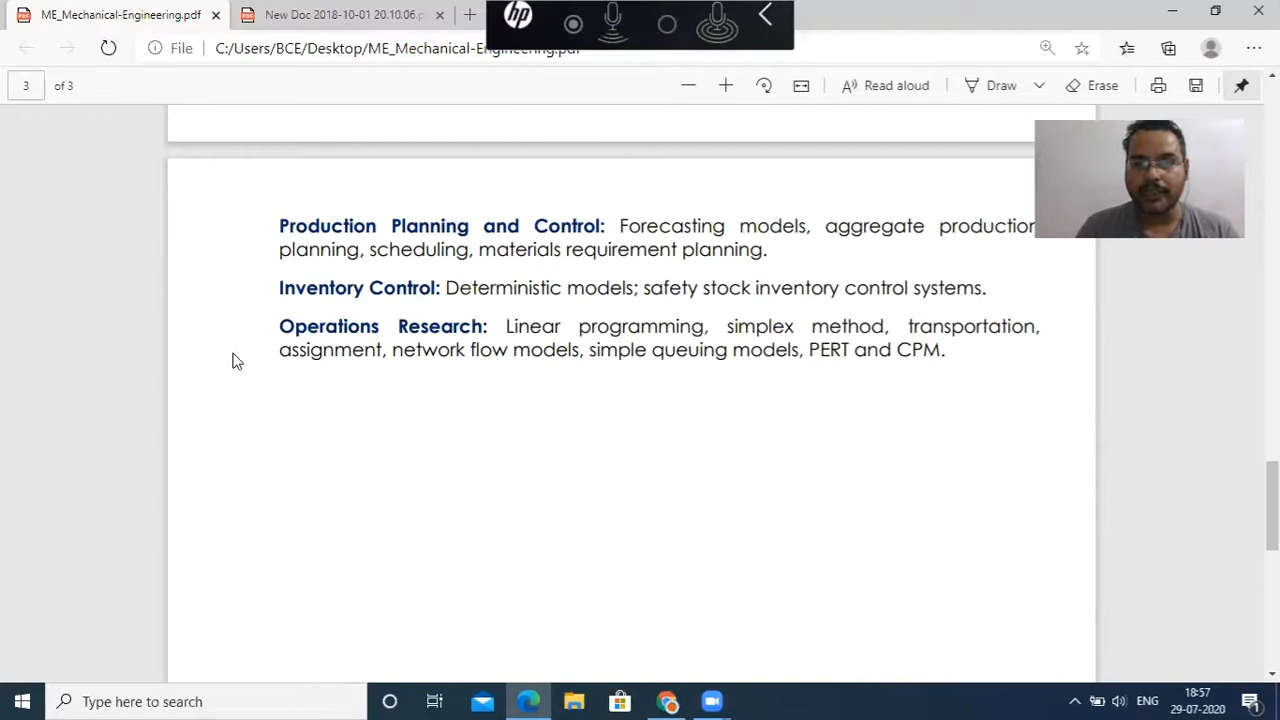 ME_Mechanical-Engineering.pdf
New Doc 2018-10-01 20.10.06.p
hp
File
C:/Users/BCE/Desktop/ME_Mechanical-Engineering.pdf
3 of 3
Read aloud
Draw
Erase
Production Planning and Control: Forecasting models, aggregate production
planning, scheduling, materials requirement planning.
Inventory Control: Deterministic models; safety stock inventory control systems.
Operations Research: Linear programming, simplex method, transportation,
assignment, network flow models, simple queuing models, PERT and CPM.
Type here to search
ENG
18:57
29-07-2020
1